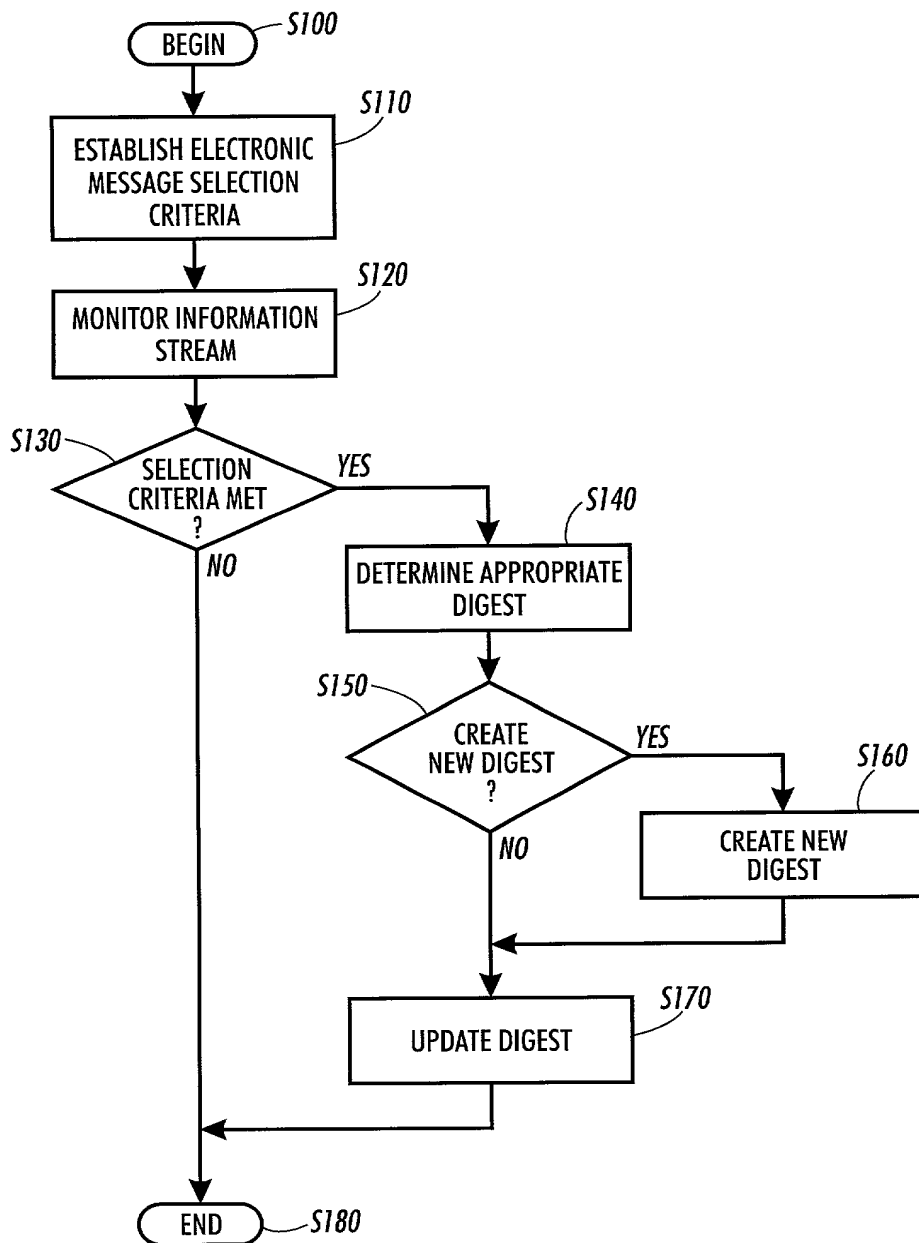 S100
BEGIN
S110
ESTABLISH ELECTRONIC
MESSAGE SELECTION
CRITERIA
S120
MONITOR INFORMATION
STREAM
S130
SELECTION
CRITERIA MET
?
YES
NO
S140
DETERMINE APPROPRIATE
DIGEST
S150
CREATE
NEW DIGEST
?
YES
NO
S160
CREATE NEW
DIGEST
S170
UPDATE DIGEST
END
S180